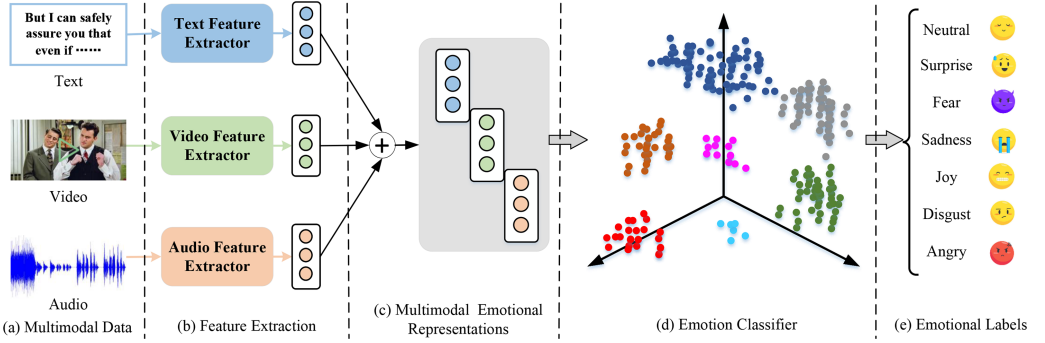 But I can safely
assure you that
even if ······
Text
Video
Audio
(a) Multimodal Data
Text Feature
Extractor
Video Feature
Extractor
Audio Feature
Extractor
(b) Feature Extraction
+
(c) Multimodal Emotional
Representations
(d) Emotion Classifier
Neutral
Surprise
Fear
Sadness
Joy
Disgust
Angry
(e) Emotional Labels